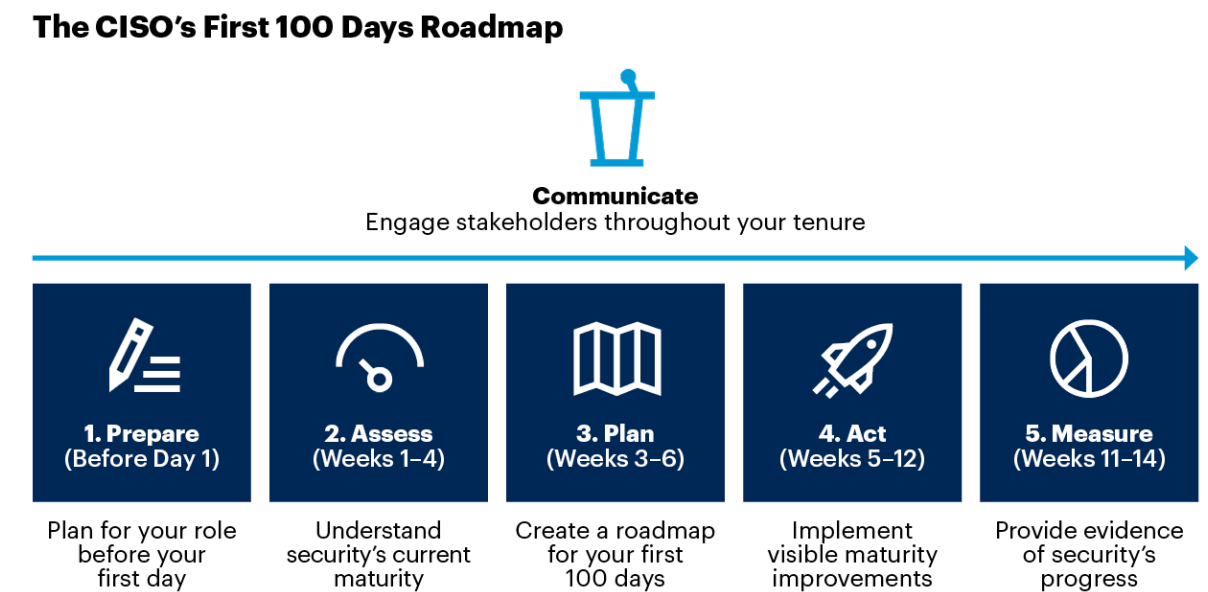 The CISO’s First 100 Days Roadmap
Communicate
Engage stakeholders throughout your tenure
1. Prepare
(Before Day 1)
Plan for your role
before your
first day
2. Assess
(Weeks 1–4)
Understand
security’s current
maturity
3. Plan
(Weeks 3–6)
Create a roadmap
for your first
100 days
4. Act
(Weeks 5–12)
Implement
visible maturity
improvements
5. Measure
(Weeks 11–14)
Provide evidence
of security’s
progress